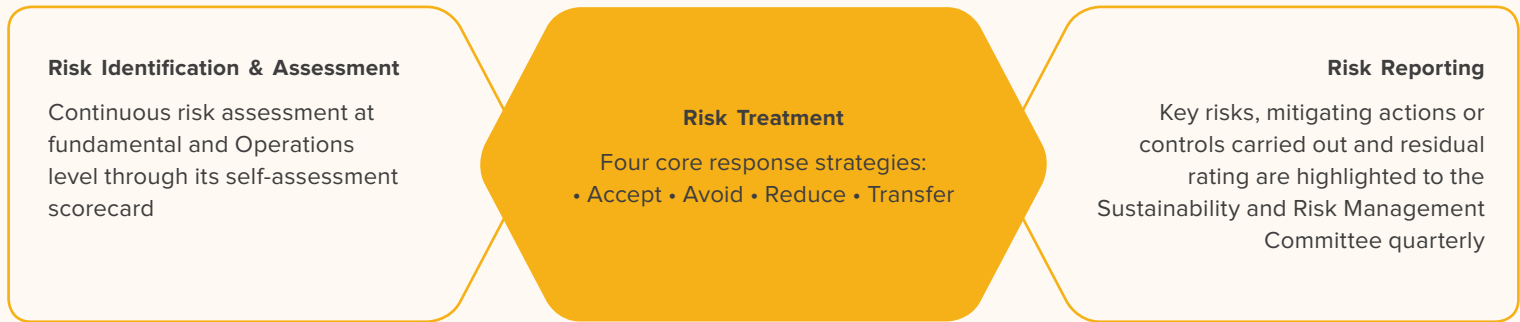 Risk Identification & Assessment
Continuous risk assessment at
fundamental and Operations
level through its self-assessment
scorecard
Risk Treatment
Four core response strategies:
• Accept • Avoid • Reduce • Transfer
Risk Reporting
Key risks, mitigating actions or
controls carried out and residual
rating are highlighted to the
Sustainability and Risk Management
Committee quarterly